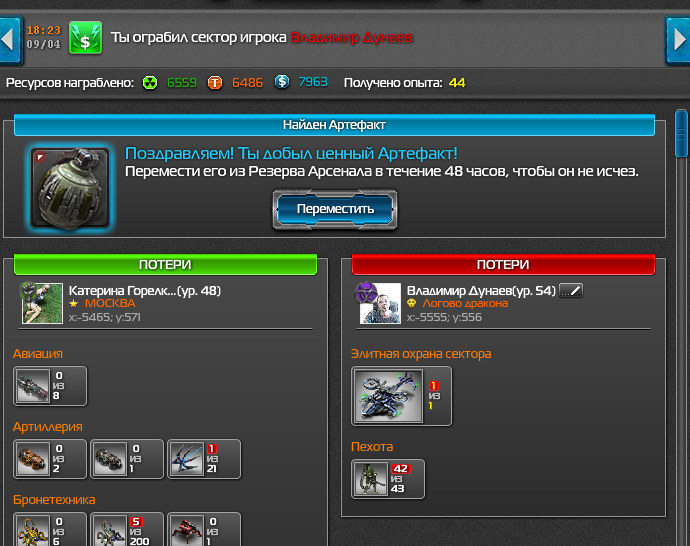 18:23
09/04
Ты ограбил сектор игрока Владимир Дунаев
Ресурсов награблено: 6559 6486 7963 Получено опыта: 44
Найден Артефакт
Поздравляем! Ты добыл ценный Артефакт!
Перемести его из Резерва Арсенала в течение 48 часов, чтобы он не исчез.
Переместить
ПОТЕРИ
Катерина Горелк...(ур. 48)
МОСКВА
x:-5465; y:571
Авиация
0
из
8
Артиллерия
0
из
2
0
из
1
1
из
21
Бронетехника
0
из
6
5
из
200
0
из
1
ПОТЕРИ
Владимир Дунаев(ур. 54)
Логово дракона
x:-5555; y:556
Элитная охрана сектора
1
из
1
Пехота
42
из
43